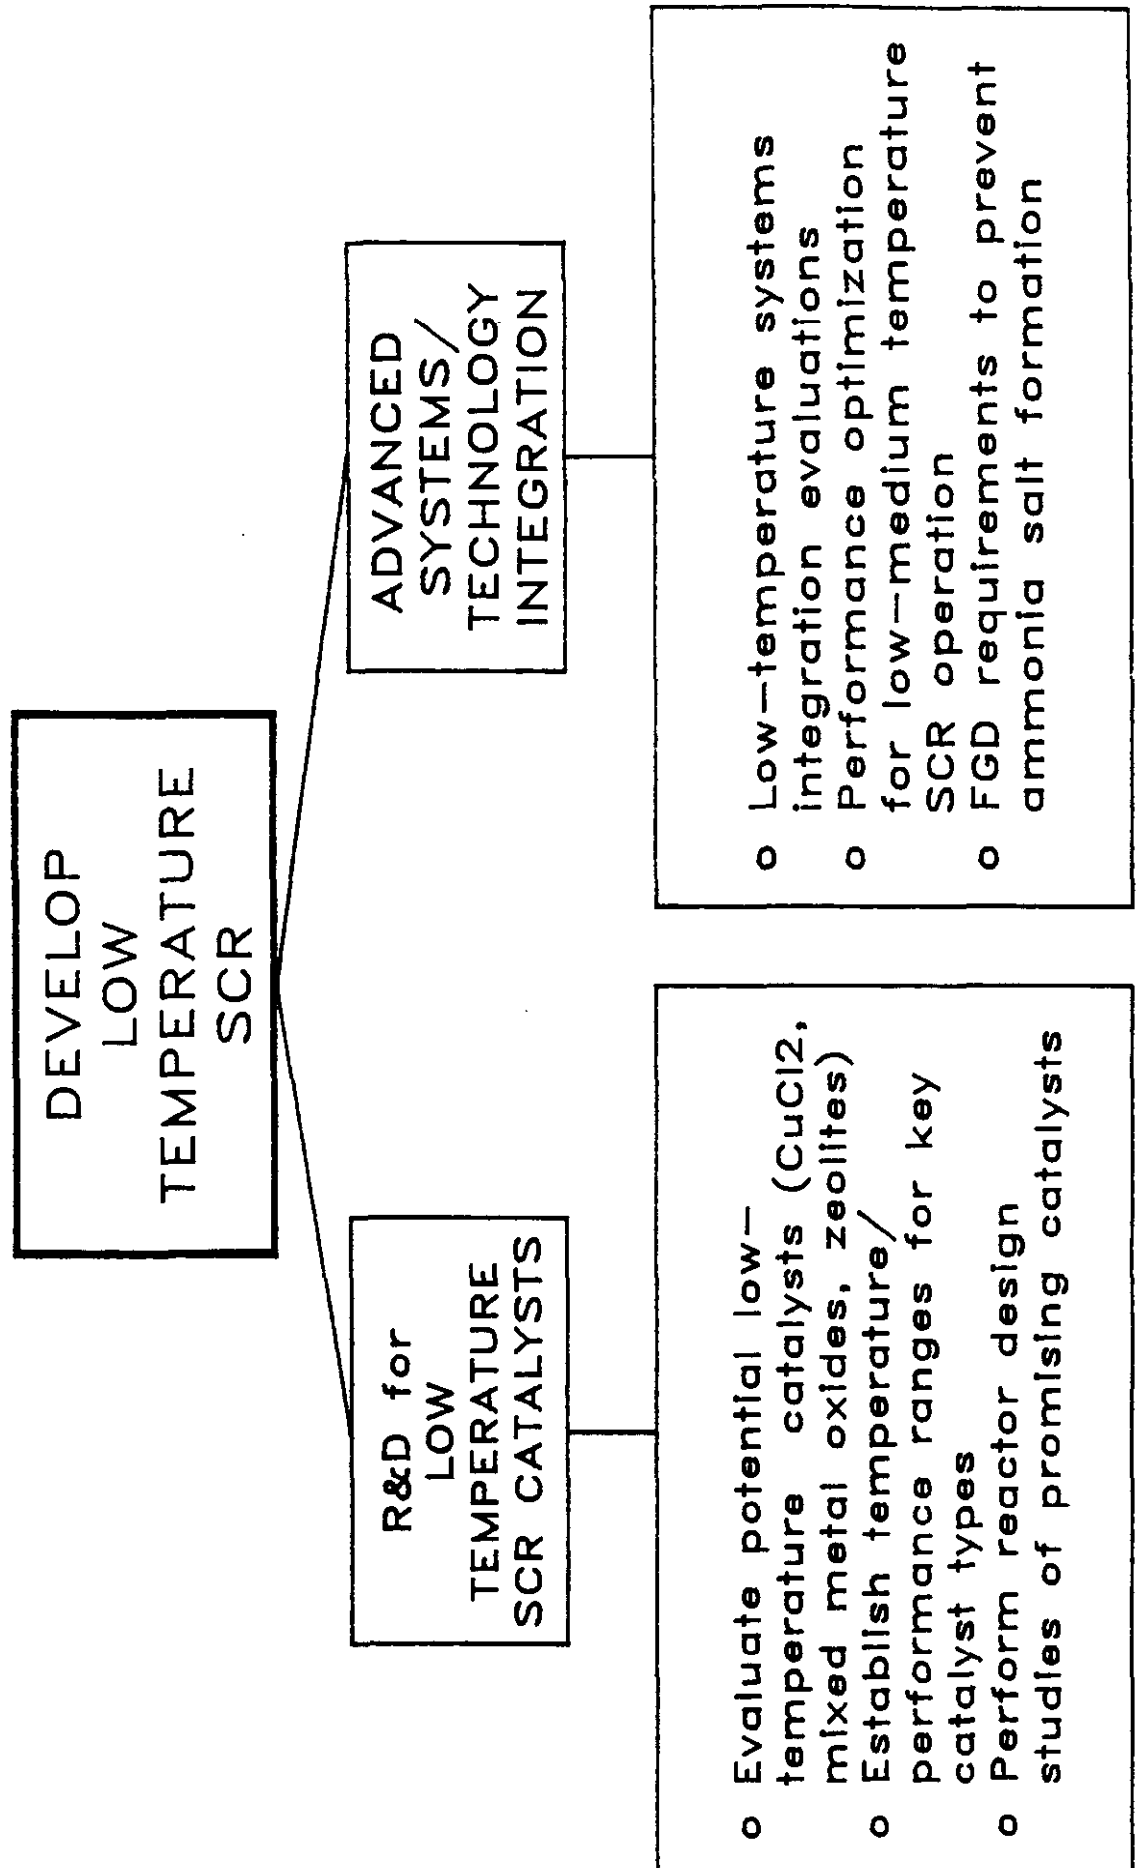 DEVELOP
LOW
TEMPERATURE
SCR
R&D for
LOW
TEMPERATURE
SCR CATALYSTS
ADVANCED
SYSTEMS/
TECHNOLOGY
INTEGRATION
o Evaluate potential low-
temperature catalysts (CuCl2,
mixed metal oxides, zeolites)
o Establish temperature/
performance ranges for key
catalyst types
o Perform reactor design
studies of promising catalysts
o Low-temperature systems
integration evaluations
o Performance optimization
for low-medium temperature
SCR operation
o FGD requirements to prevent
ammonia salt formation